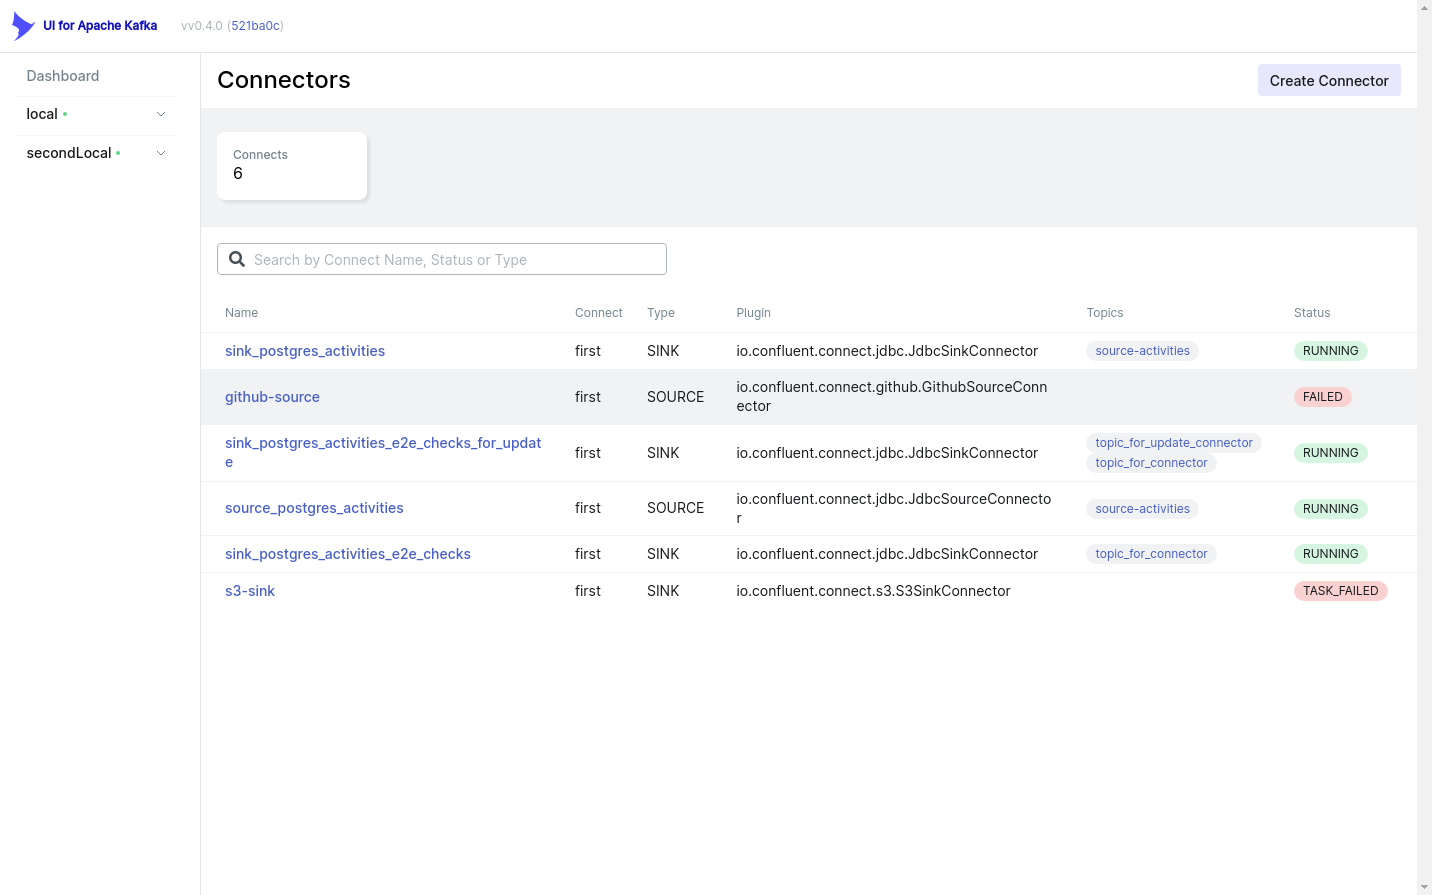 UI for Apache Kafka
vv0.4.0 (521ba0c)
Dashboard
local
secondLocal
Connectors
Create Connector
Connects
6
Search by Connect Name, Status or Type
Name Connect Type Plugin Topics Status
sink_postgres_activities first SINK io.confluent.connect.jdbc.JdbcSinkConnector source-activities RUNNING
github-source first SOURCE io.confluent.connect.github.GithubSourceConn
ector FAILED
sink_postgres_activities_e2e_checks_for_updat
e first SINK io.confluent.connect.jdbc.JdbcSinkConnector topic_for_update_connector
topic_for_connector RUNNING
source_postgres_activities first SOURCE io.confluent.connect.jdbc.JdbcSourceConnecto
r source-activities RUNNING
sink_postgres_activities_e2e_checks first SINK io.confluent.connect.jdbc.JdbcSinkConnector topic_for_connector RUNNING
s3-sink first SINK io.confluent.connect.s3.S3SinkConnector TASK_FAILED